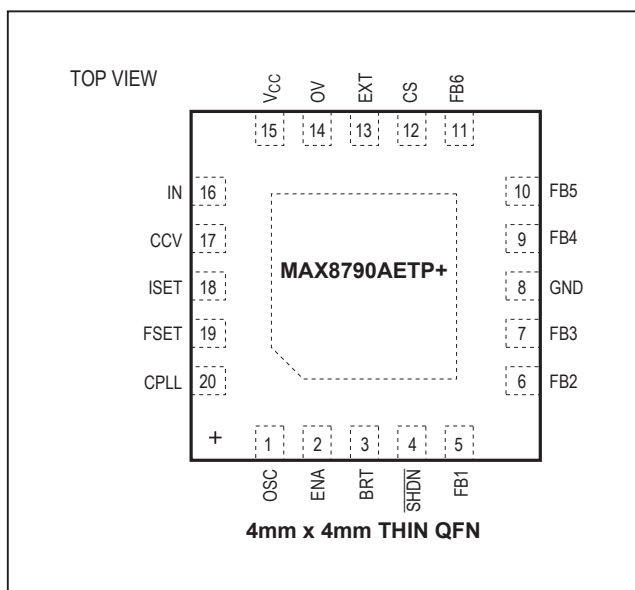 TOP VIEW
VCC
OV
EXT
CS
FB6
15
14
13
12
11
IN 16
10 FB5
CCV 17
9 FB4
MAX8790AETP+
ISET 18
8 GND
FSET 19
7 FB3
CPLL 20
6 FB2
+
1
2
3
4
5
OSC
ENA
BRT
SHDN
FB1
4mm x 4mm THIN QFN